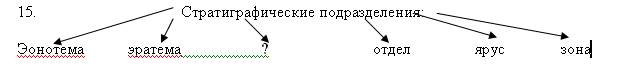 15. Стратиграфические подразделения:
Эонотема эратема ? отдел ярус зона